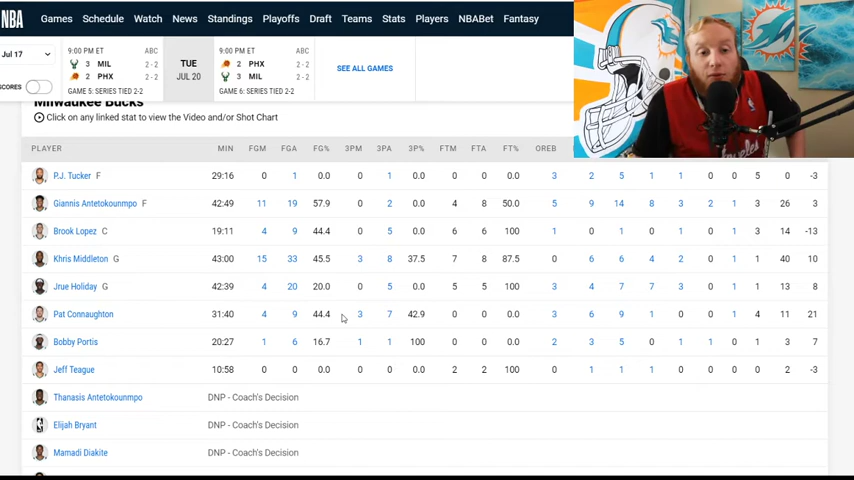 NBA Games Schedule Watch News Standings Playoffs Draft Teams Stats Players NBABet Fantasy
Jul 17
9:00 PM ET ABC
3 MIL 2 - 2
2 PHX 2 - 2
GAME 5: SERIES TIED 2-2
TUE
JUL 20
9:00 PM ET ABC
2 PHX 2 - 2
3 MIL 2 - 2
GAME 6: SERIES TIED 2-2
SEE ALL GAMES
Milwaukee Bucks
Click on any linked stat to view the Video and/or Shot Chart
PLAYER MIN FGM FGA FG% 3PM 3PA 3P% FTM FTA FT% OREB
P.J. Tucker F 29:16 0 1 0.0 0 1 0.0 0 0 0.0 3 2 5 1 1 0 0 5 0 -3
Giannis Antetokounmpo F 42:49 11 19 57.9 0 2 0.0 4 8 50.0 5 9 14 8 3 2 1 3 26 3
Brook Lopez C 19:11 4 9 44.4 0 5 0.0 6 6 100 1 0 1 0 1 0 1 3 14 -13
Khris Middleton G 43:00 15 33 45.5 3 8 37.5 7 8 87.5 0 6 6 4 2 0 1 1 40 10
Jrue Holiday G 42:39 4 20 20.0 0 5 0.0 5 5 100 3 4 7 7 3 0 1 1 13 8
Pat Connaughton 31:40 4 9 44.4 3 7 42.9 0 0 0.0 3 6 9 1 0 0 1 4 11 21
Bobby Portis 20:27 1 6 16.7 1 1 100 0 0 0.0 2 3 5 0 1 1 0 1 3 7
Jeff Teague 10:58 0 0 0.0 0 0 0.0 2 2 100 0 1 1 1 0 0 0 0 2 -3
Thanasis Antetokounmpo DNP - Coach's Decision
Elijah Bryant DNP - Coach's Decision
Mamadi Diakite DNP - Coach's Decision